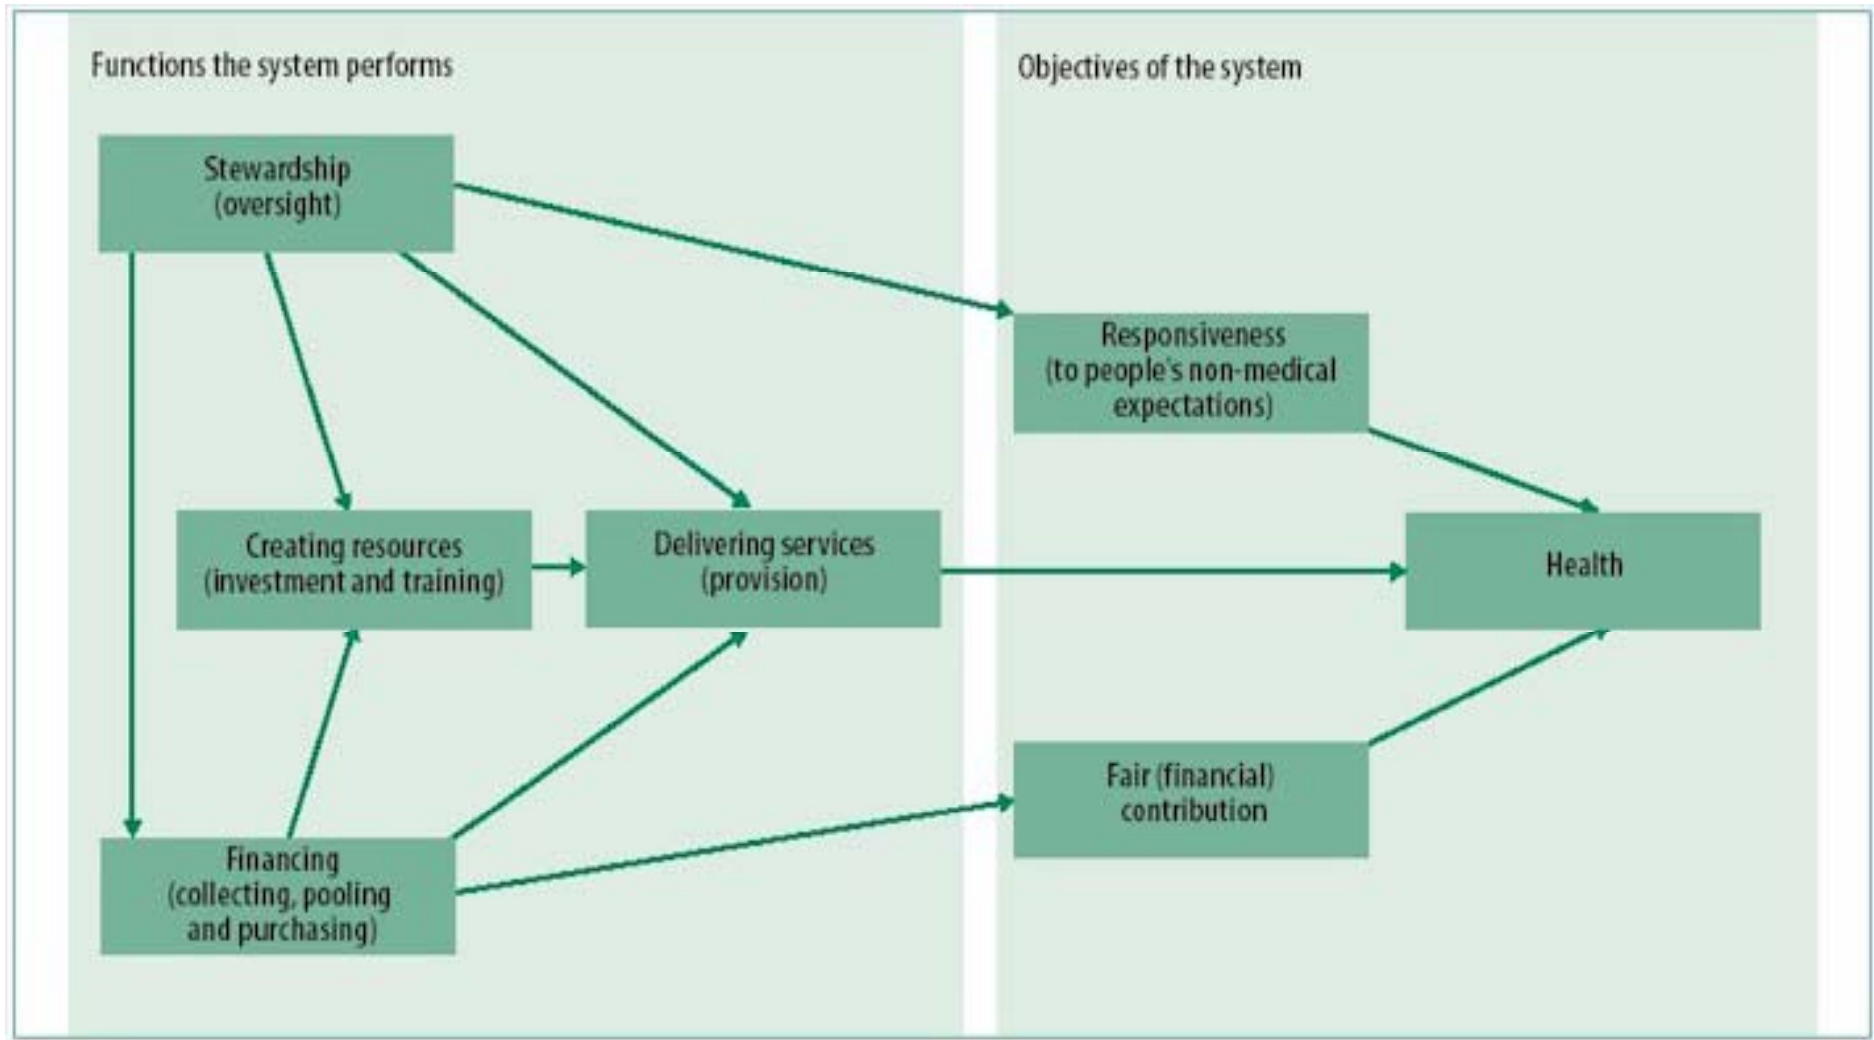 Functions the system performs
Objectives of the system
Stewardship
(oversight)
Responsiveness
(to people's non-medical
expectations)
Creating resources
(investment and training)
Delivering services
(provision)
Health
Fair (financial)
contribution
Financing
(collecting, pooling
and purchasing)